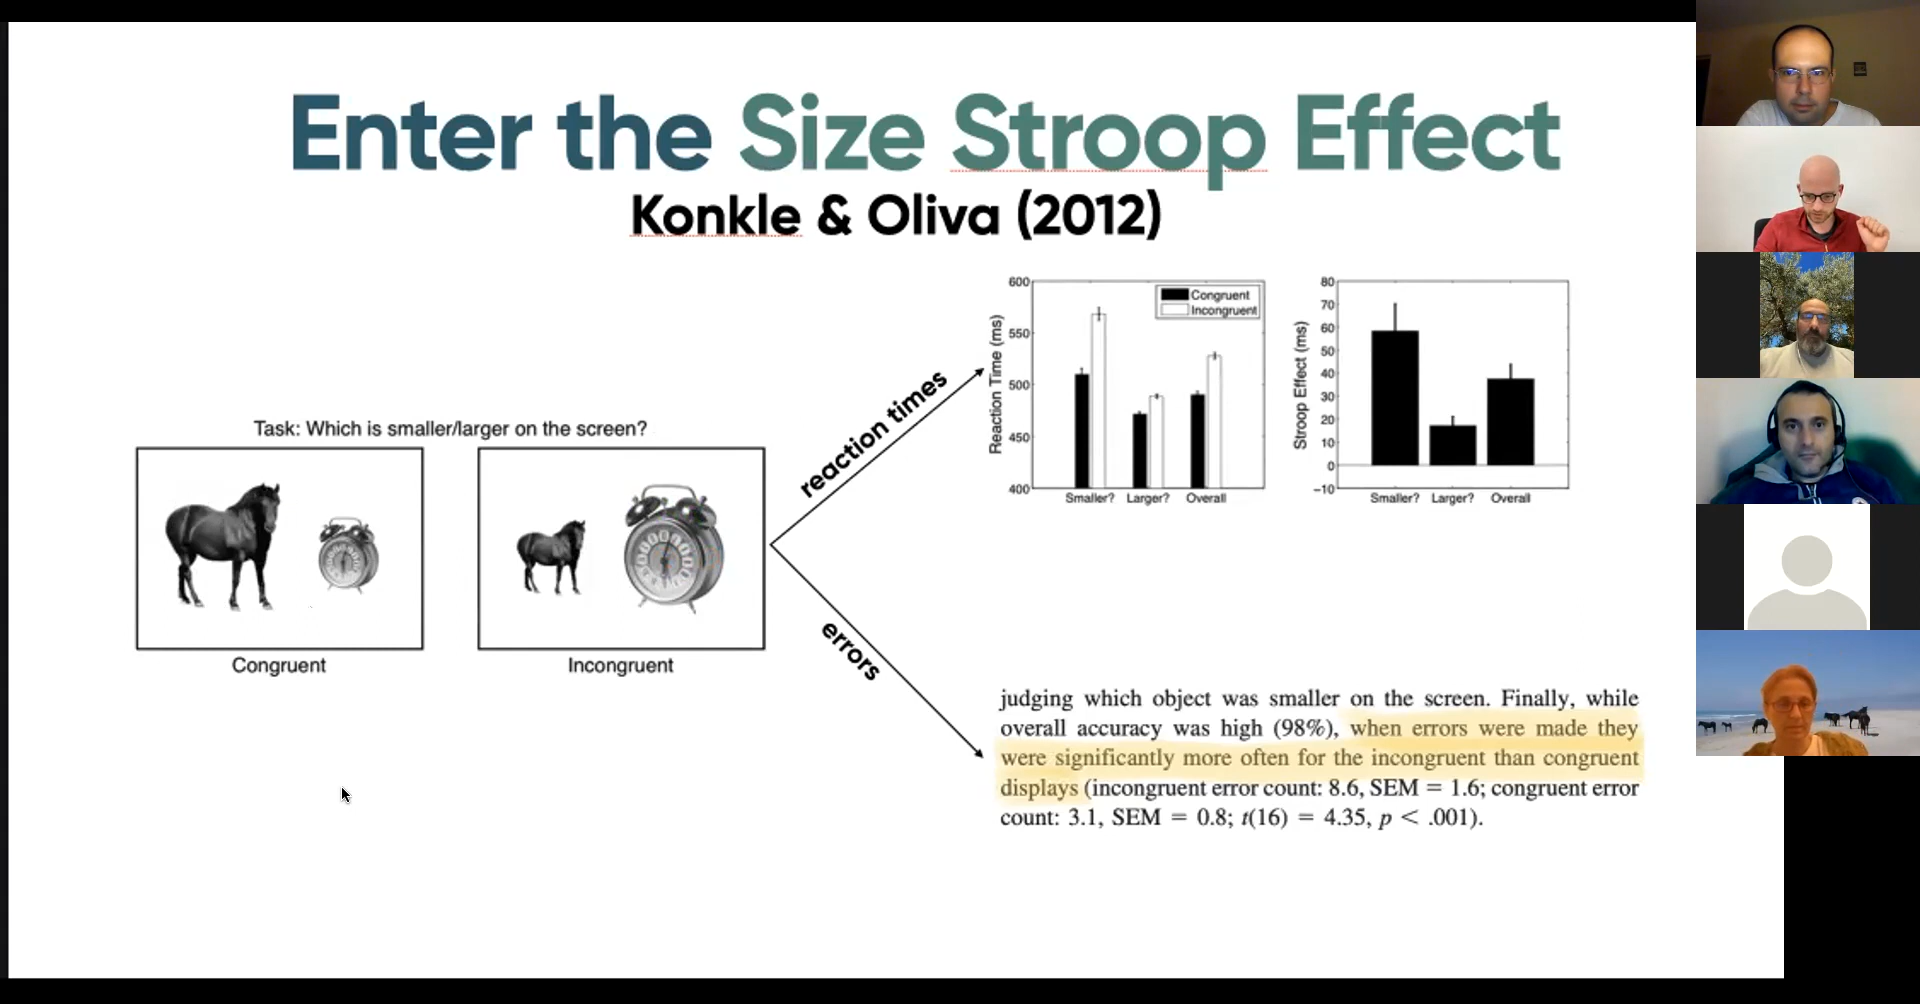 Enter the Size Stroop Effect
Konkle & Oliva (2012)
Task: Which is smaller/larger on the screen?
Congruent
Incongruent
reaction times
errors
600
550
500
450
400
Reaction Time (ms)
Congruent
Incongruent
Smaller?
Larger?
Overall
80
70
60
50
40
30
20
10
0
−10
Stroop Effect (ms)
Smaller?
Larger?
Overall
judging which object was smaller on the screen. Finally, while
overall accuracy was high (98%), when errors were made they
were significantly more often for the incongruent than congruent
displays (incongruent error count: 8.6, SEM = 1.6; congruent error
count: 3.1, SEM = 0.8; t(16) = 4.35, p < .001).